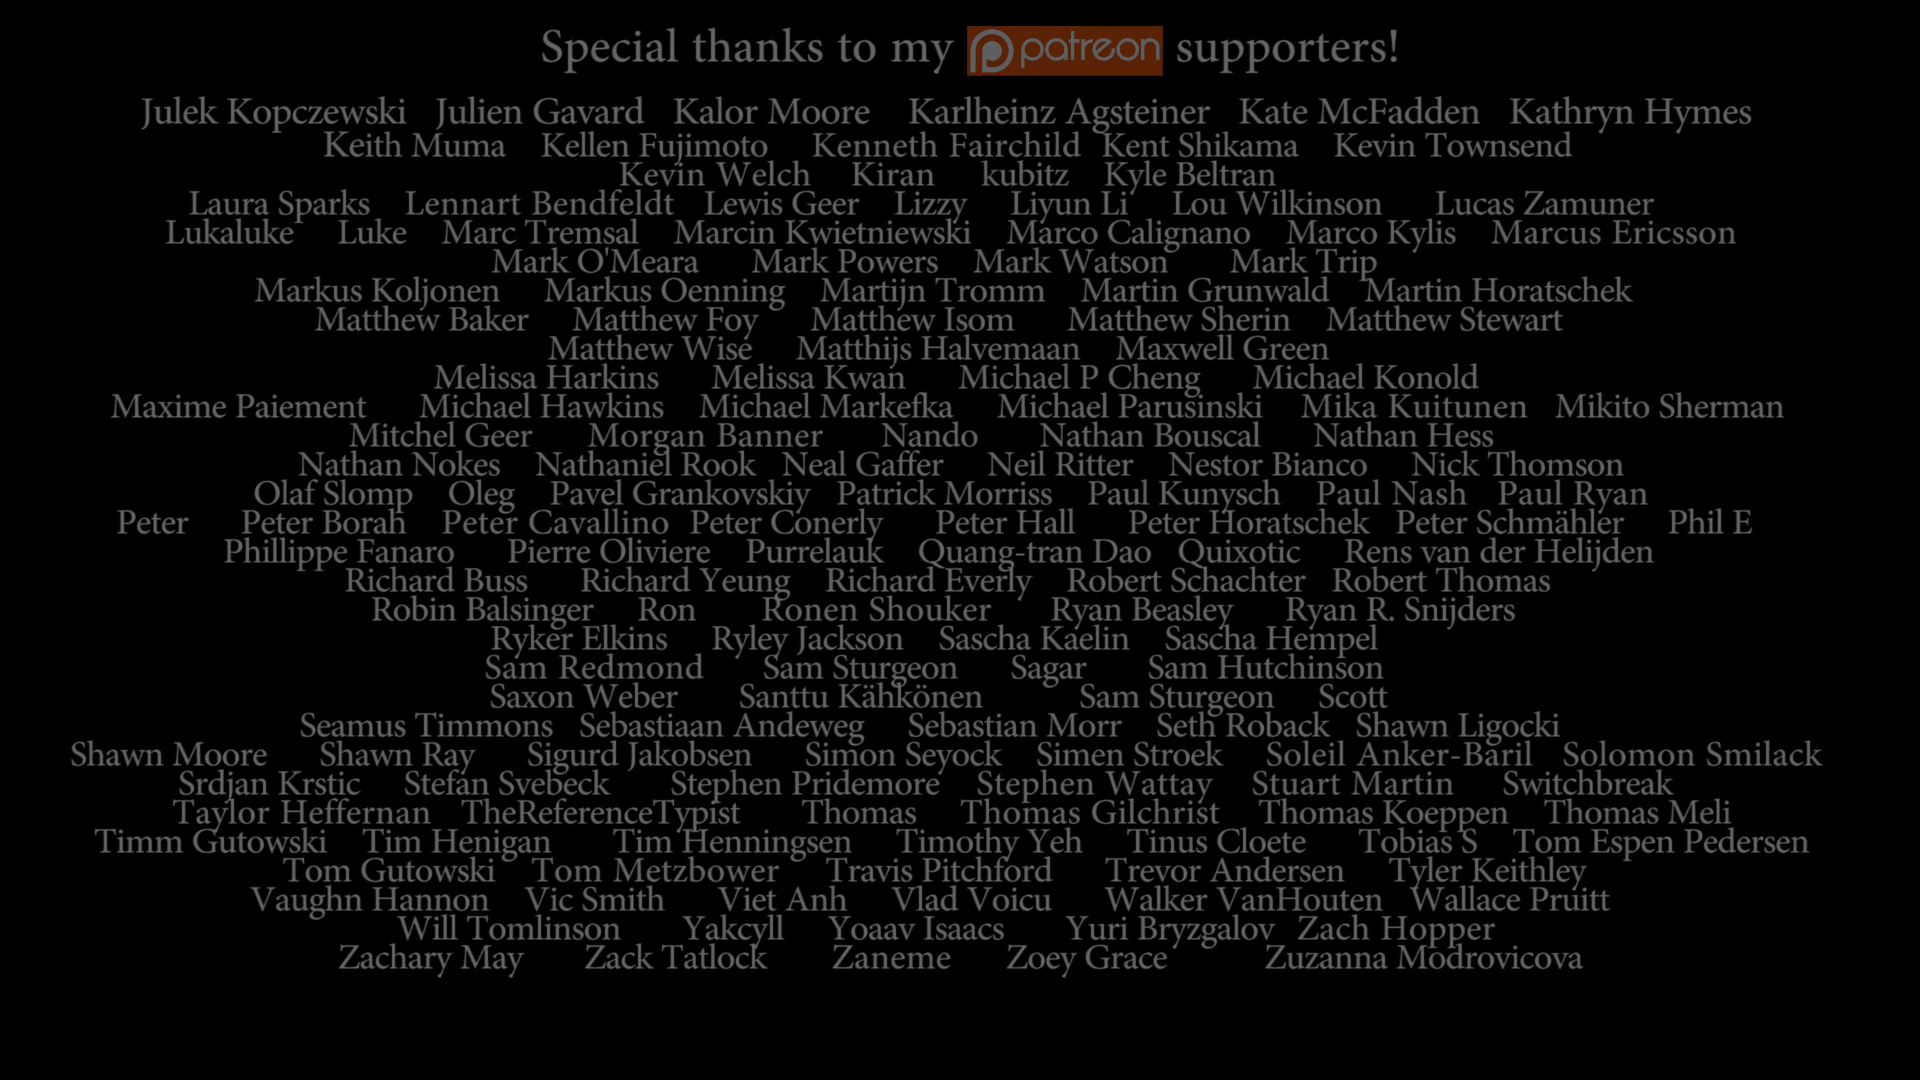 Special thanks to my patreon supporters!
Julek Kopczewski Julien Gavard Kalor Moore Karlheinz Agsteiner Kate McFadden Kathryn Hymes
Keith Muma Kellen Fujimoto Kenneth Fairchild Kent Shikama Kevin Townsend
Kevin Welch Kiran kubitz Kyle Beltran
Laura Sparks Lennart Bendfeldt Lewis Geer Lizzy Liyun Li Lou Wilkinson Lucas Zamuner
Lukaluke Luke Marc Tremsal Marcin Kwietniewski Marco Calignano Marco Kylis Marcus Ericsson
Mark O'Meara Mark Powers Mark Watson Mark Trip
Markus Koljonen Markus Oenning Martijn Tromm Martin Grunwald Martin Horatschek
Matthew Baker Matthew Foy Matthew Isom Matthew Sherin Matthew Stewart
Matthew Wise Matthijs Halvemaan Maxwell Green
Melissa Harkins Melissa Kwan Michael P Cheng Michael Konold
Maxime Paiement Michael Hawkins Michael Markefka Michael Parusinski Mika Kuitunen Mikito Sherman
Mitchel Geer Morgan Banner Nando Nathan Bouscal Nathan Hess
Nathan Nokes Nathaniel Rook Neal Gaffer Neil Ritter Nestor Bianco Nick Thomson
Olaf Slomp Oleg Pavel Grankovskiy Patrick Morriss Paul Kunysch Paul Nash Paul Ryan
Peter Peter Borah Peter Cavallino Peter Conerly Peter Hall Peter Horatschek Peter Schmähler Phil E
Phillippe Fanaro Pierre Oliviere Purrelauk Quang-tran Dao Quixotic Rens van der Helijden
Richard Buss Richard Yeung Richard Everly Robert Schachter Robert Thomas
Robin Balsinger Ron Ronen Shouker Ryan Beasley Ryan R. Snijders
Ryker Elkins Ryley Jackson Sascha Kaelin Sascha Hempel
Sam Redmond Sam Sturgeon Sagar Sam Hutchinson
Saxon Weber Santtu Kähkönen Sam Sturgeon Scott
Seamus Timmons Sebastiaan Andeweg Sebastian Morr Seth Roback Shawn Ligocki
Shawn Moore Shawn Ray Sigurd Jakobsen Simon Seyock Simen Stroek Soleil Anker-Baril Solomon Smilack
Srdjan Krstic Stefan Svebeck Stephen Pridemore Stephen Wattay Stuart Martin Switchbreak
Taylor Heffernan TheReferenceTypist Thomas Thomas Gilchrist Thomas Koeppen Thomas Meli
Timm Gutowski Tim Henigan Tim Henningsen Timothy Yeh Tinus Cloete Tobias S Tom Espen Pedersen
Tom Gutowski Tom Metzbower Travis Pitchford Trevor Andersen Tyler Keithley
Vaughn Hannon Vic Smith Viet Anh Vlad Voicu Walker VanHouten Wallace Pruitt
Will Tomlinson Yakcyll Yoaav Isaacs Yuri Bryzgalov Zach Hopper
Zachary May Zack Tatlock Zaneme Zoey Grace Zuzanna Modrovicova